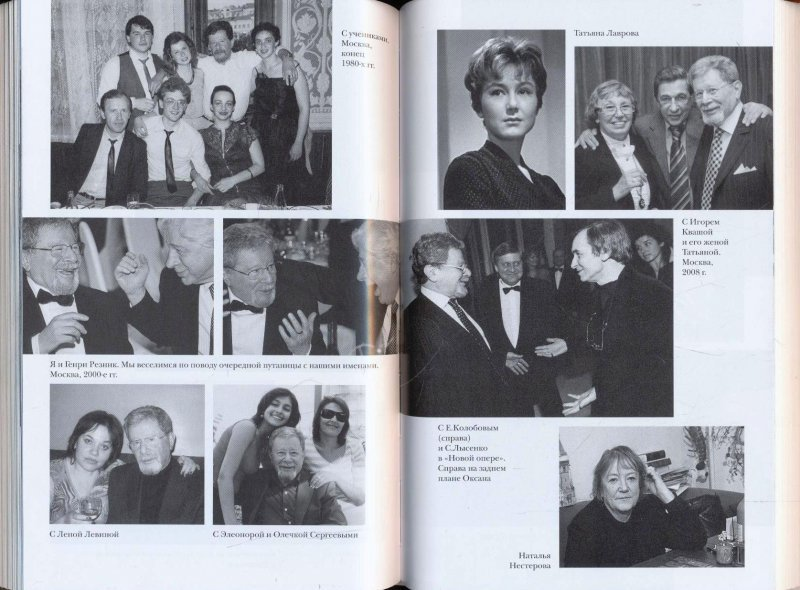 С учениками.
Москва,
конец
1980-х гг.
Я и Генри Резник. Мы веселимся по поводу очередной путаницы с нашими именами.
Москва, 2000-е гг.
С Леной Левиной
С Элеонорой и Олечкой Сергеевыми
Татьяна Лаврова
С Игорем
Квашой
и его женой
Татьяной.
Москва,
2008 г.
С Е.Колобовым
(справа)
и С.Лысенко
в «Новой опере».
Справа на заднем
плане Оксана
Наталья
Нестерова